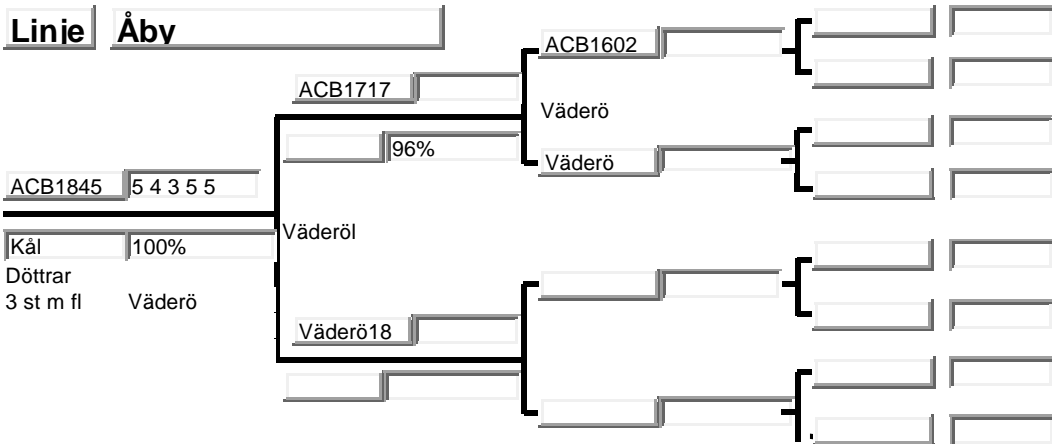 Linje Åby
ACB1602
ACB1717
Väderö
96%
Väderö
ACB1845 5 4 3 5 5
Väderöl
Kål 100%
Döttrar
3 st m fl Väderö
Väderö18